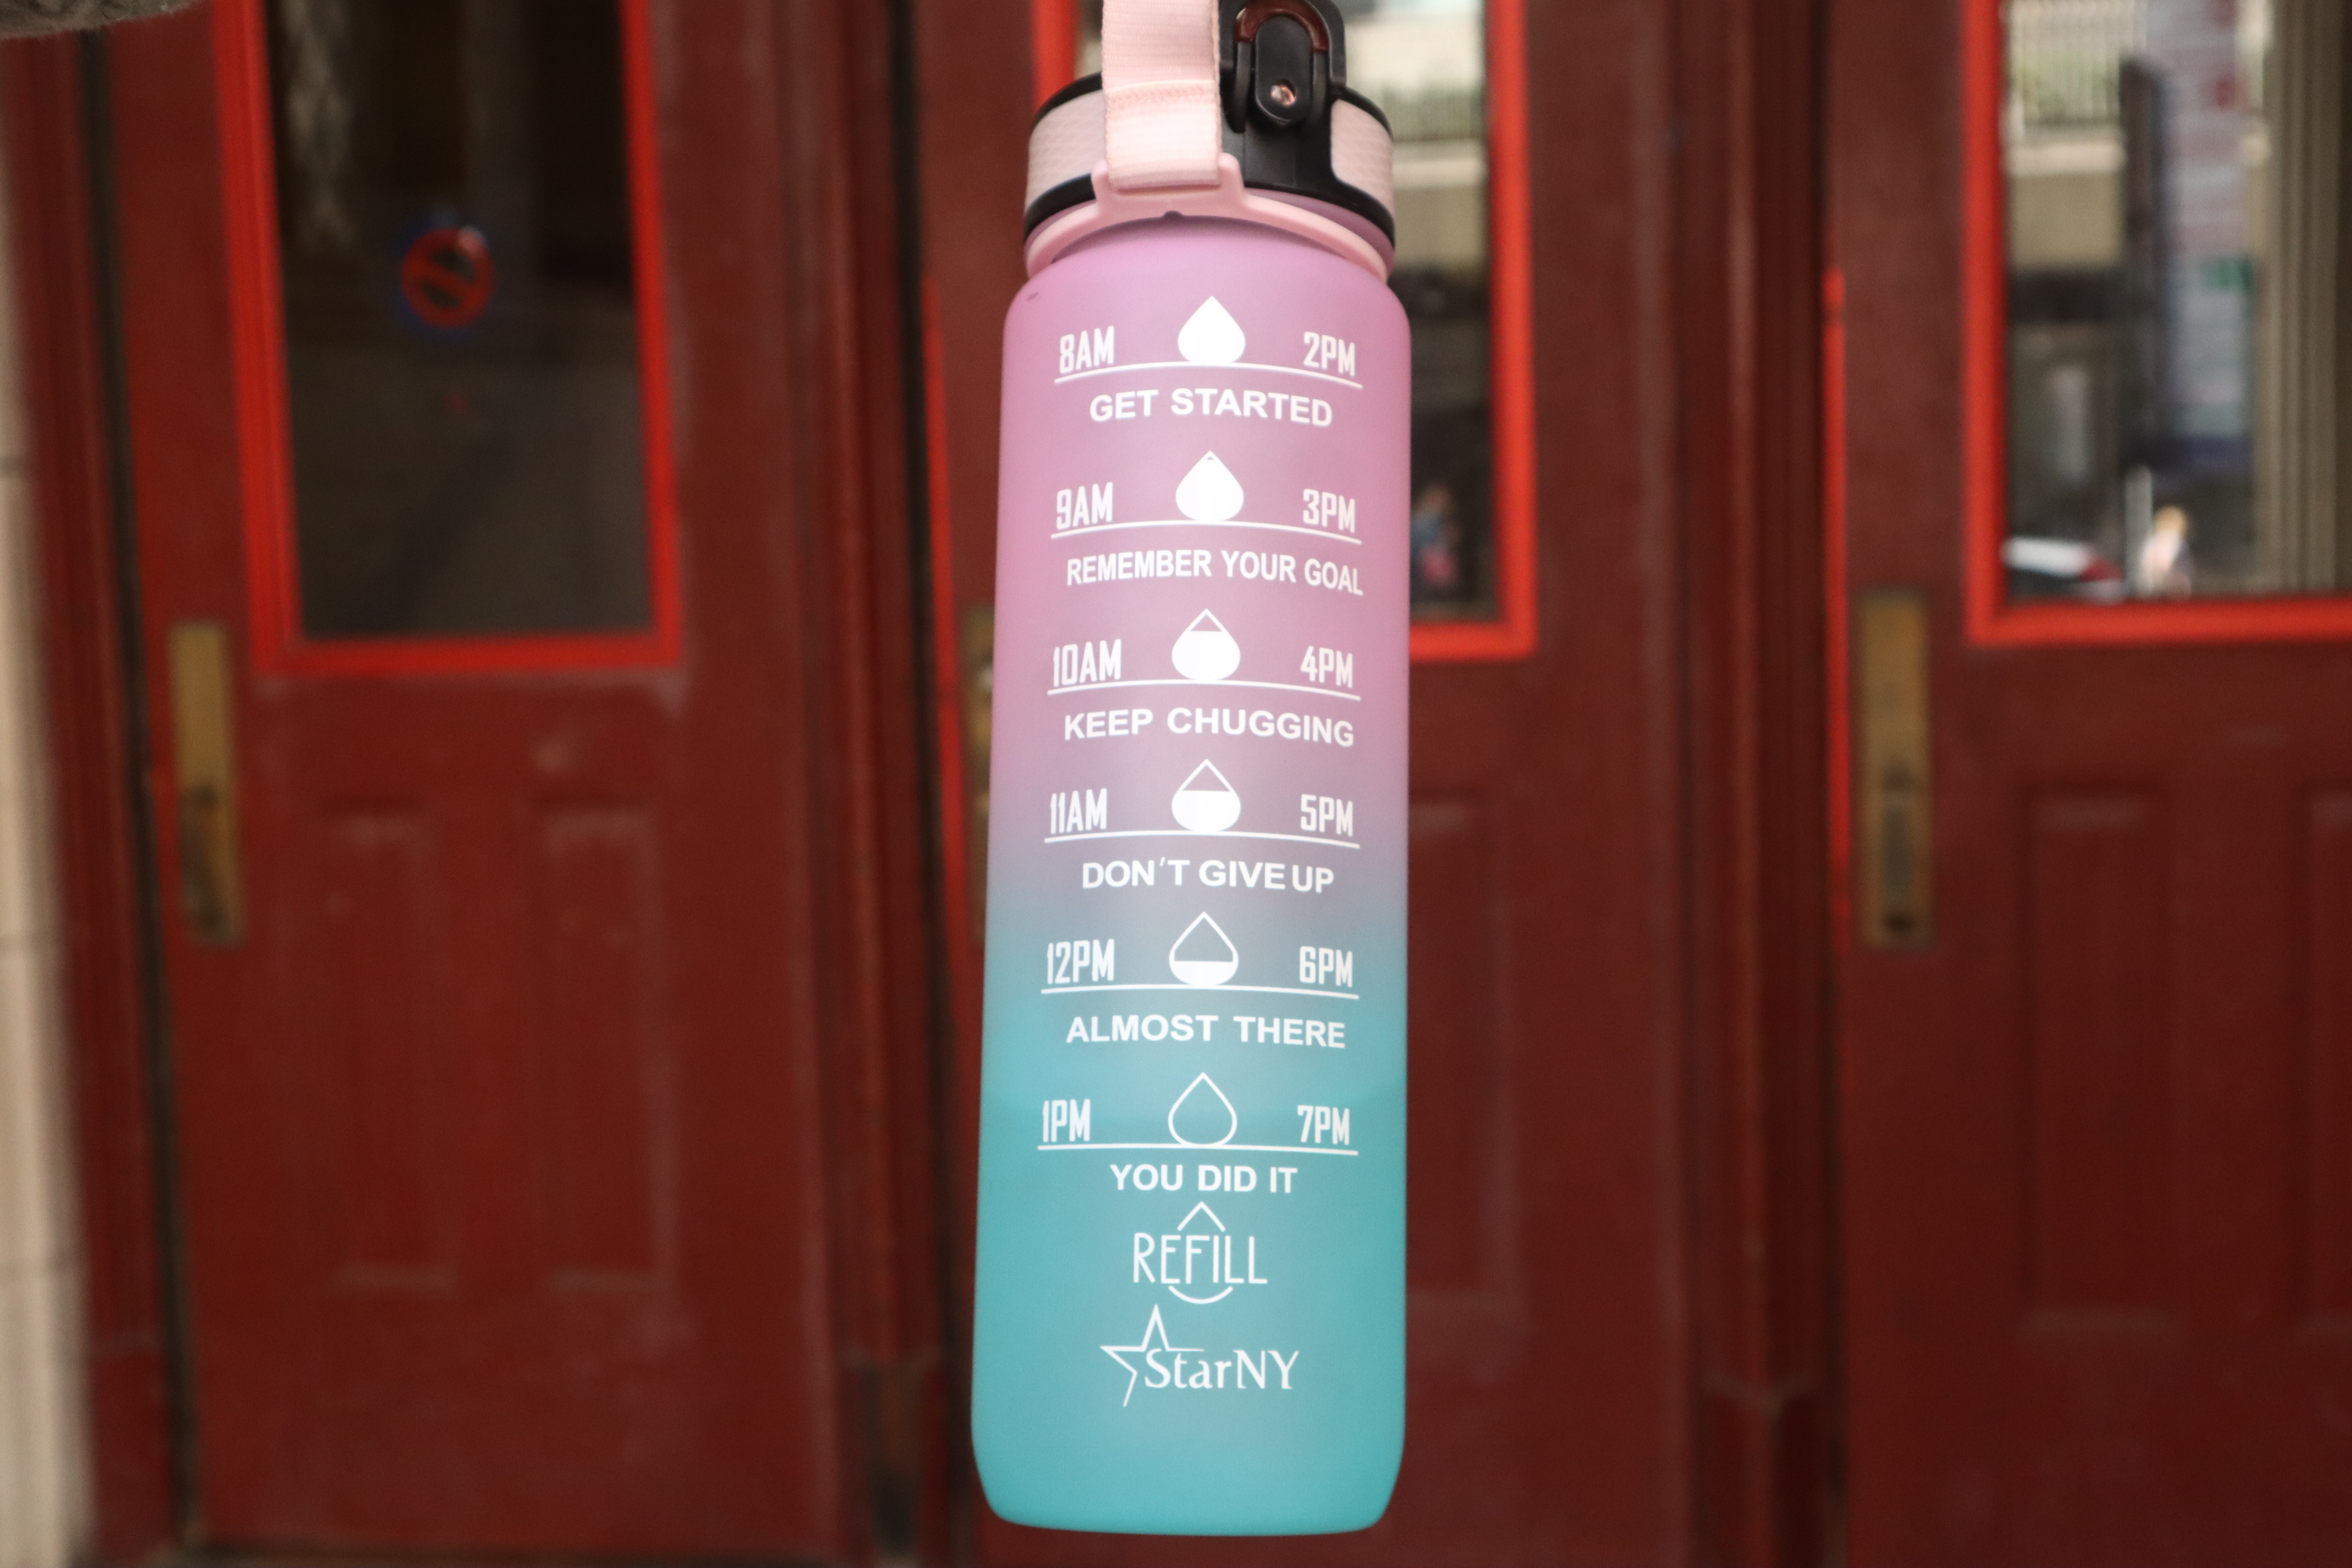 8AM 2PM
GET STARTED
9AM 3PM
REMEMBER YOUR GOAL
10AM 4PM
KEEP CHUGGING
11AM 5PM
DON'T GIVE UP
12PM 6PM
ALMOST THERE
1PM 7PM
YOU DID IT
REFILL
StarNY